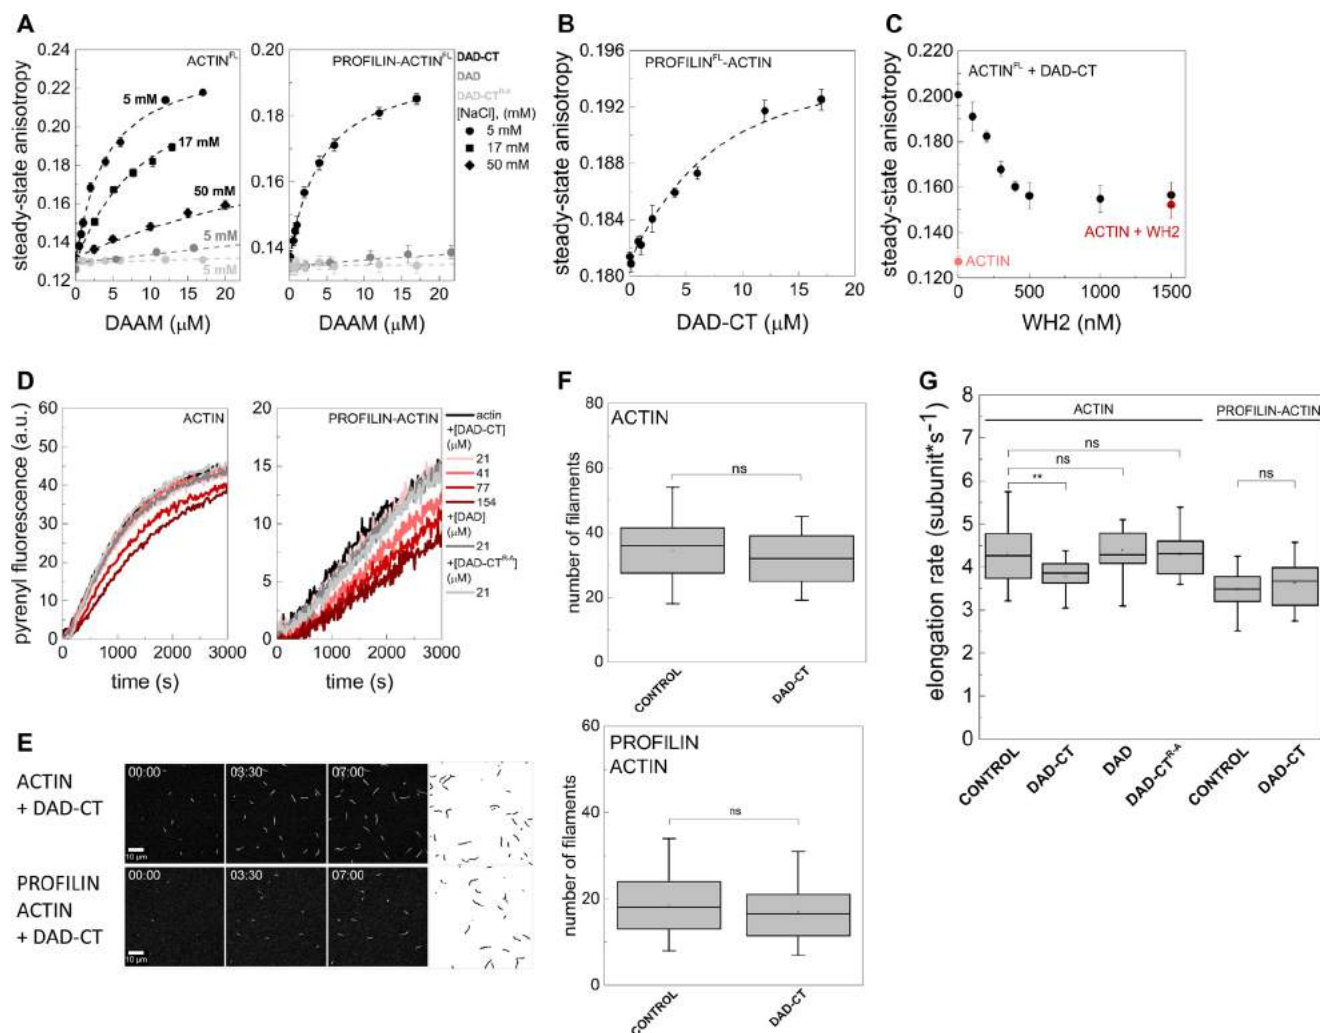 A
steady-state anisotropy
0.24
0.22
0.20
0.18
0.16
0.14
0.12
ACTIN^FL
5 mM
17 mM
50 mM
5 mM
5 mM
0 5 10 15 20
DAAM (μM)
0.20
0.18
0.16
0.14
PROFILIN-ACTIN^FL
0 5 10 15 20
DAAM (μM)
DAD-CT
DAD
DAD-CT^R-A
[NaCl], (mM)
5 mM
17 mM
50 mM
B
steady-state anisotropy
0.196
0.192
0.188
0.184
0.180
PROFILIN^FL-ACTIN
0 5 10 15 20
DAD-CT (μM)
C
steady-state anisotropy
0.220
0.200
0.180
0.160
0.140
0.120
ACTIN^FL + DAD-CT
ACTIN + WH2
ACTIN
0 500 1000 1500
WH2 (nM)
D
pyrenyl fluorescence (a.u.)
60
50
40
30
20
10
0
ACTIN
0 1000 2000 3000
time (s)
20
15
10
5
0
PROFILIN-ACTIN
0 1000 2000 3000
time (s)
actin
+[DAD-CT]
(μM)
21
41
77
154
+[DAD]
(μM)
21
+[DAD-CT^R-A]
(μM)
21
E
ACTIN
+ DAD-CT
00:00
03:30
07:00
10 μm
PROFILIN
ACTIN
+ DAD-CT
00:00
03:30
07:00
10 μm
F
number of filaments
80
60
40
20
0
ACTIN
ns
CONTROL
DAD-CT
number of filaments
60
40
20
0
PROFILIN
ACTIN
ns
CONTROL
DAD-CT
G
elongation rate (subunit*s⁻¹)
8
7
6
5
4
3
2
1
0
ACTIN
PROFILIN-ACTIN
ns
ns
**
ns
CONTROL
DAD-CT
DAD
DAD-CT^R-A
CONTROL
DAD-CT